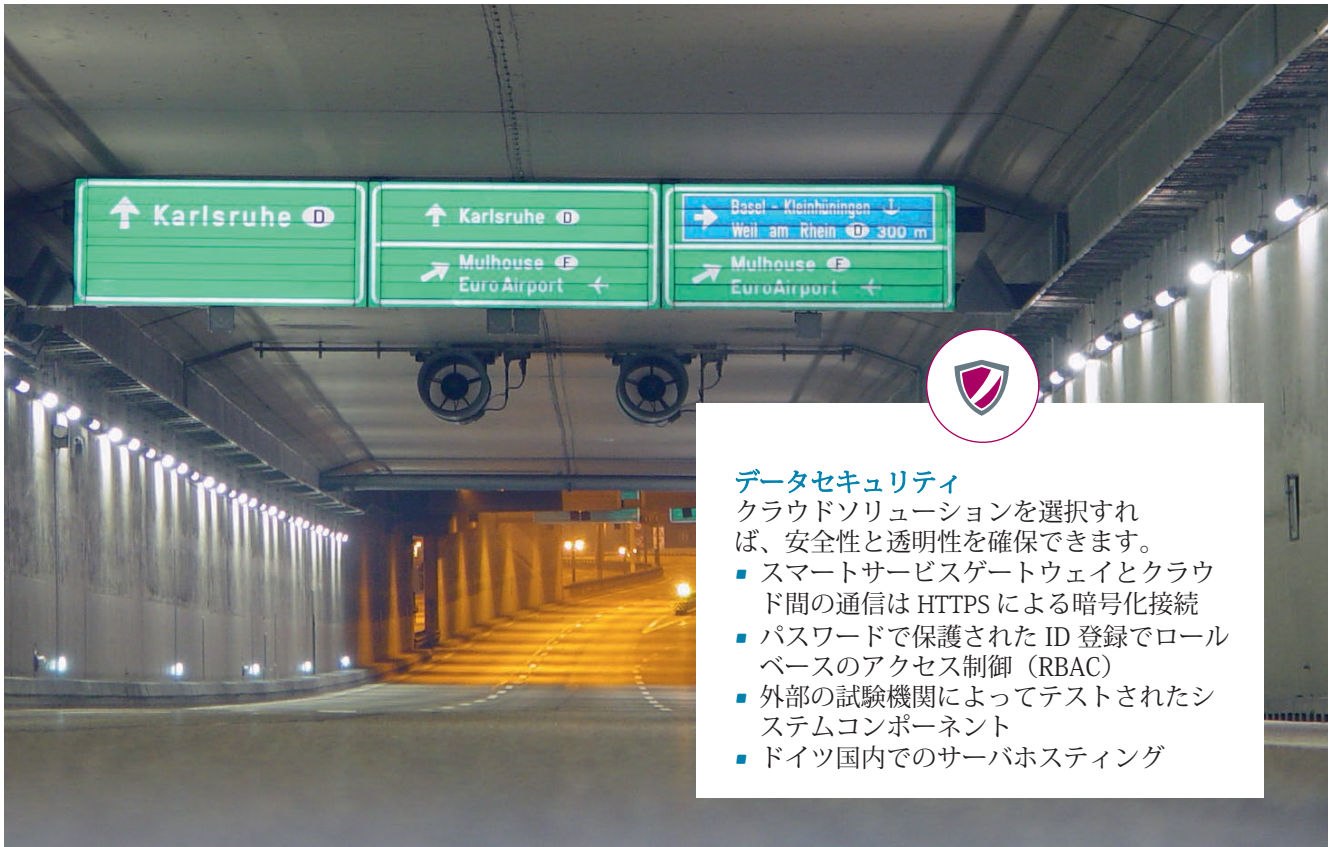 Karlsruhe D
Karlsruhe D
Mulhouse F
EuroAirport
Basel - Kleinhüningen
Weil am Rhein D 300 m
Mulhouse F
EuroAirport
データセキュリティ
クラウドソリューションを選択すれ
ば、安全性と透明性を確保できます。
▪ スマートサービスゲートウェイとクラウ
ド間の通信は HTTPS による暗号化接続
▪ パスワードで保護された ID 登録でロール
ベースのアクセス制御（RBAC）
▪ 外部の試験機関によってテストされたシ
ステムコンポーネント
▪ ドイツ国内でのサーバホスティング